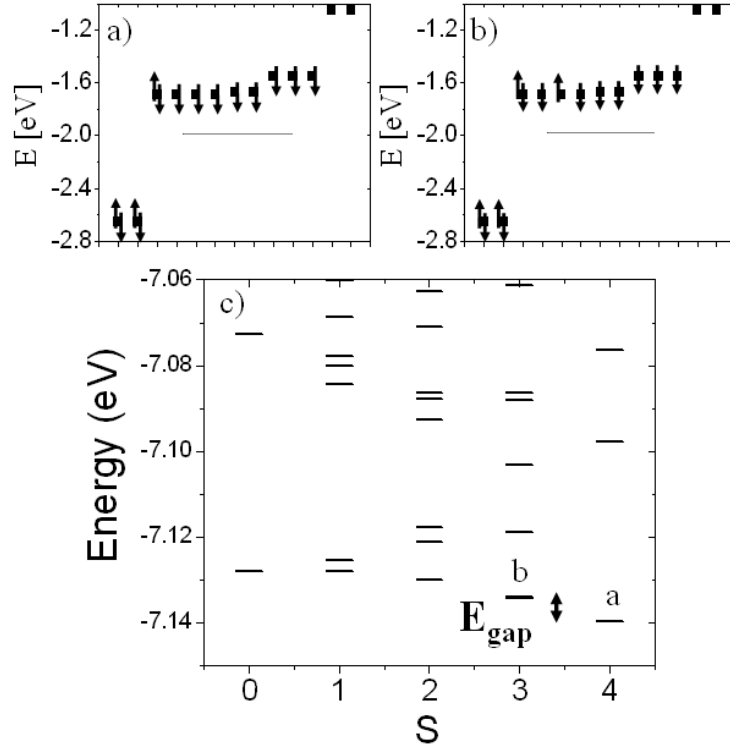 a)
E [eV]
-1.2
-1.6
-2.0
-2.4
-2.8
b)
E [eV]
-1.2
-1.6
-2.0
-2.4
-2.8
c)
Energy (eV)
-7.06
-7.08
-7.10
-7.12
-7.14
b
a
E_gap
0 1 2 3 4
S